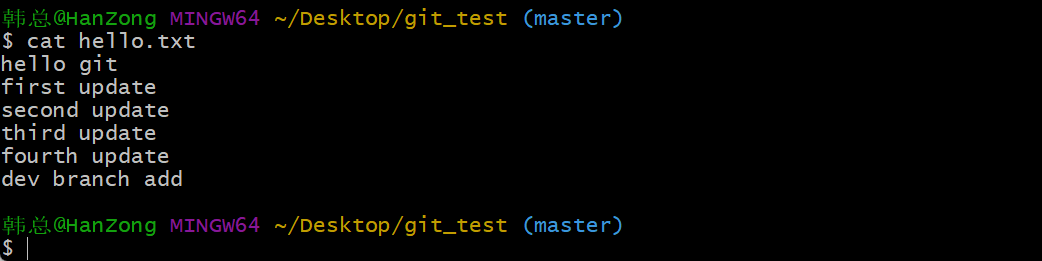 韩总@HanZong MINGW64 ~/Desktop/git_test (master)
$ cat hello.txt
hello git
first update
second update
third update
fourth update
dev branch add
韩总@HanZong MINGW64 ~/Desktop/git_test (master)
$